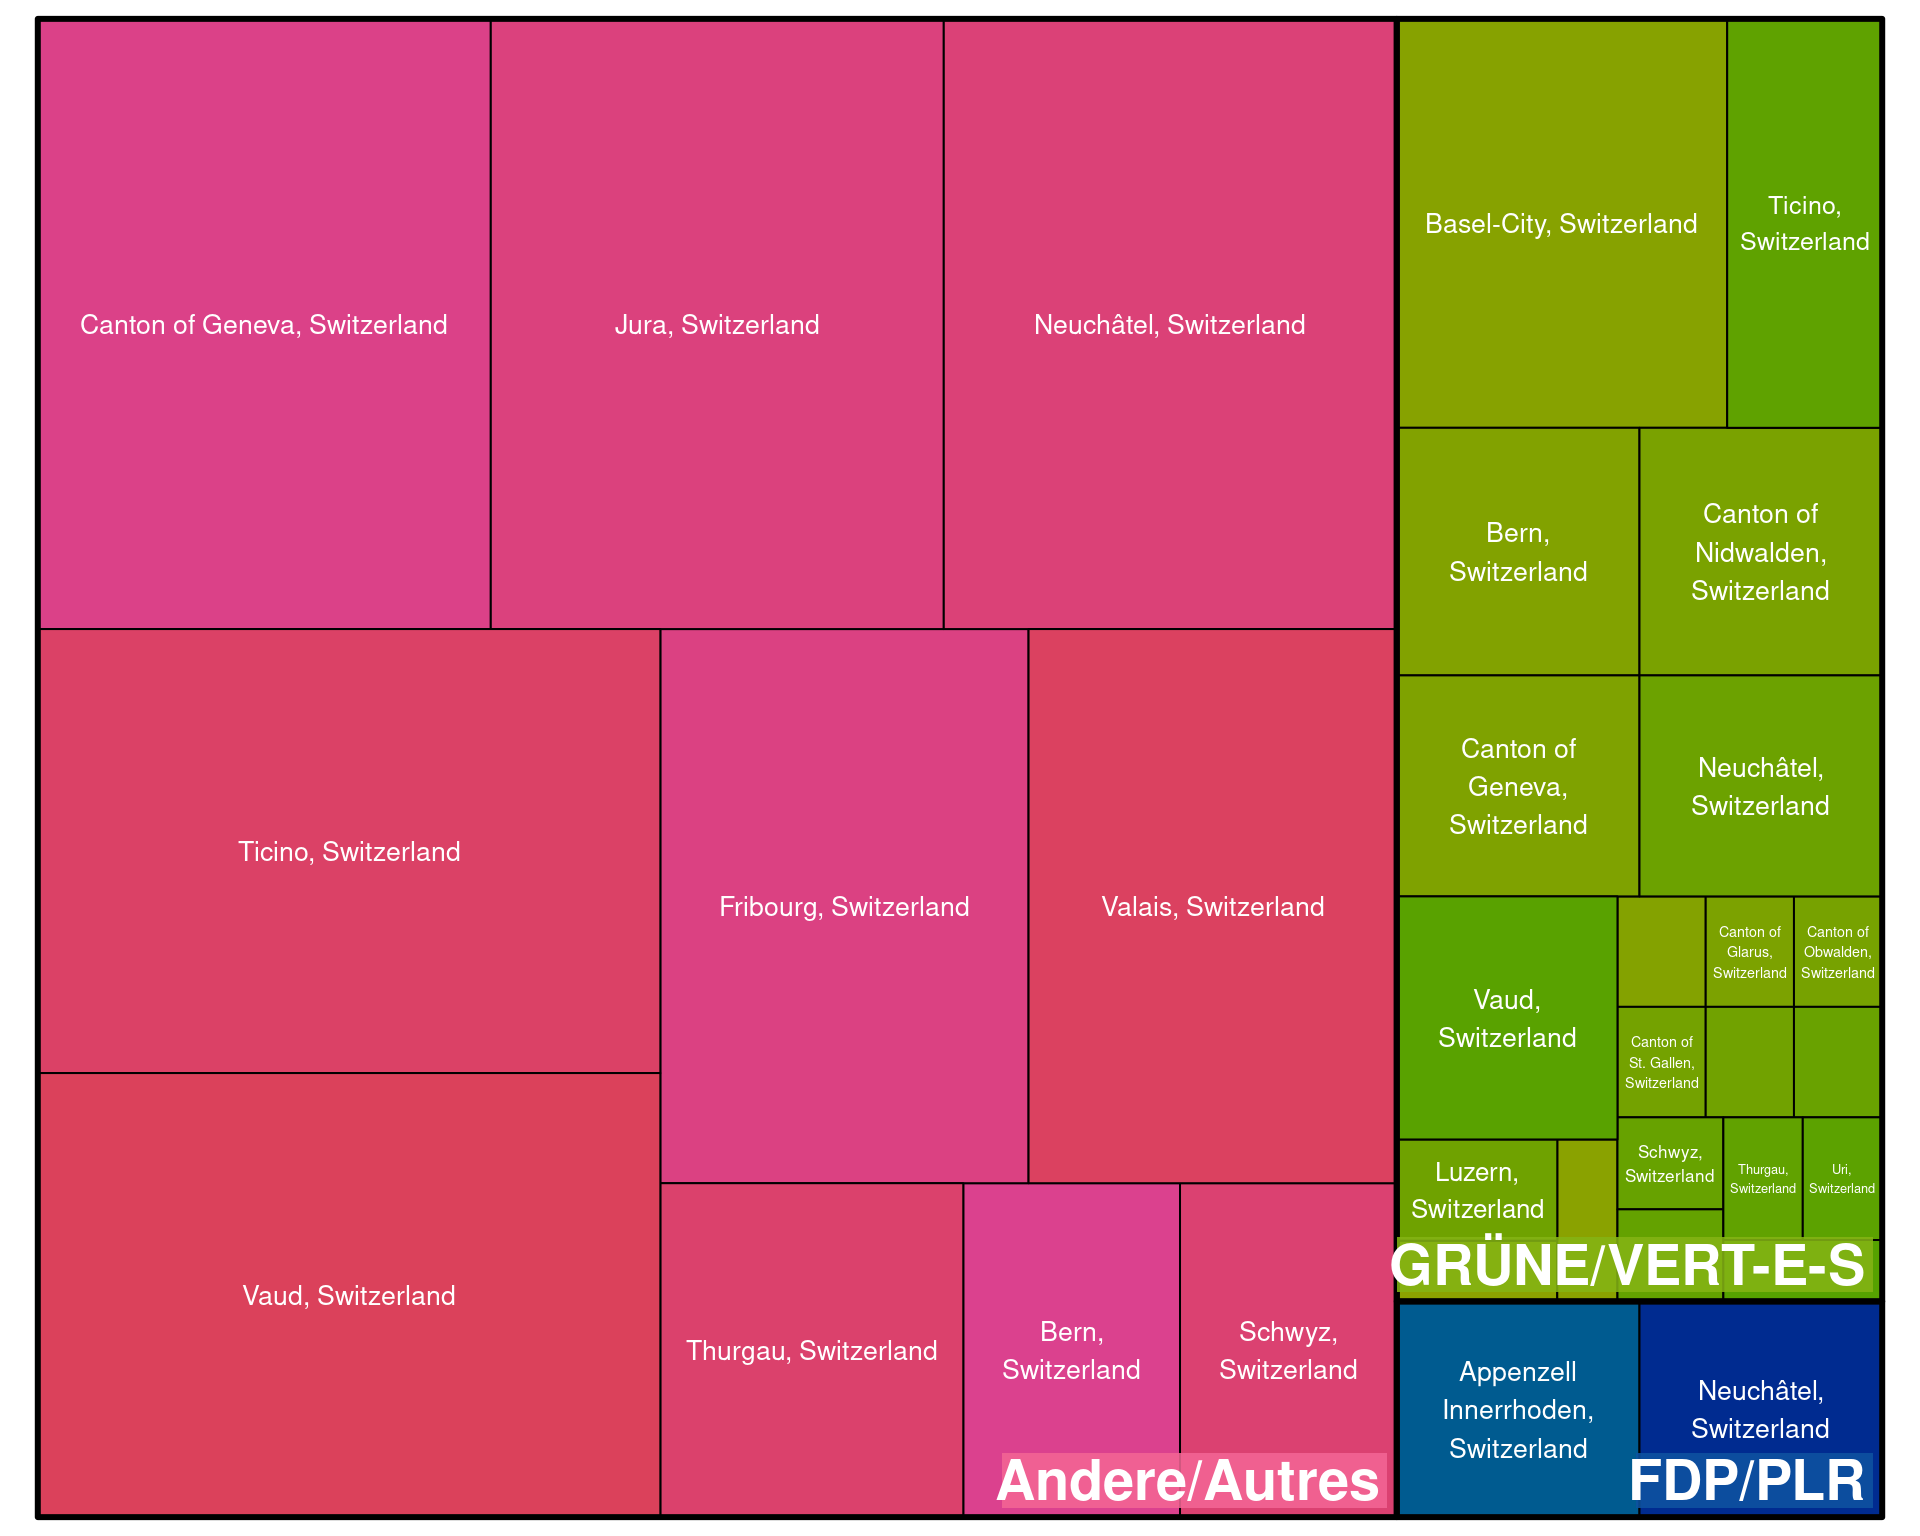 Canton of Geneva, Switzerland
Jura, Switzerland
Neuchâtel, Switzerland
Ticino, Switzerland
Fribourg, Switzerland
Valais, Switzerland
Vaud, Switzerland
Thurgau, Switzerland
Bern,
Switzerland
Schwyz,
Switzerland
Andere/Autres
Basel-City, Switzerland
Ticino,
Switzerland
Bern,
Switzerland
Canton of
Nidwalden,
Switzerland
Canton of
Geneva,
Switzerland
Neuchâtel,
Switzerland
Vaud,
Switzerland
Canton of
Glarus,
Switzerland
Canton of
Obwalden,
Switzerland
Canton of
St. Gallen,
Switzerland
Luzern,
Switzerland
Schwyz,
Switzerland
Thurgau,
Switzerland
Uri,
Switzerland
GRÜNE/VERT-E-S
Appenzell
Innerrhoden,
Switzerland
Neuchâtel,
Switzerland
FDP/PLR